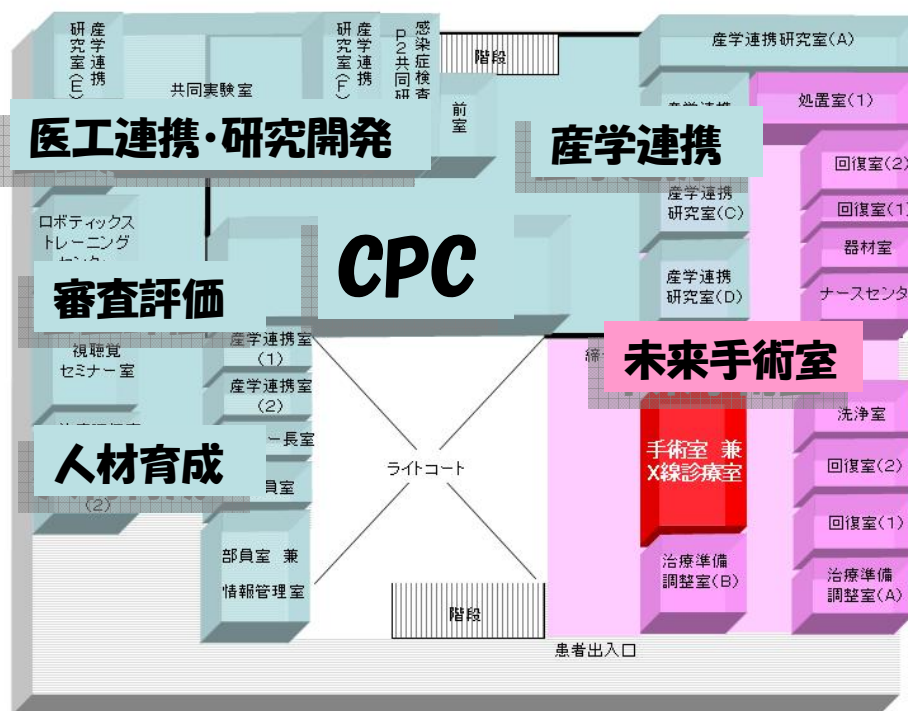 産学連携
研究室(E)
共同実験室
産学連携
研究室(F)
感染症検査
P2共同研
階段
前室
産学連携研究室(A)
処置室(1)
医工連携・研究開発
産学連携
回復室(2)
産学連携
研究室(C)
回復室(1)
ロボティックス
トレーニング
器材室
CPC
産学連携
研究室(D)
ナースセンタ
審査評価
産学連携室
(1)
視聴覚
セミナー室
未来手術室
産学連携室
(2)
洗浄室
人材育成
長室
員室
(2)
ライトコート
手術室 兼
X線診療室
回復室(2)
回復室(1)
部員室 兼
情報管理室
治療準備
調整室(B)
治療準備
調整室(A)
階段
患者出入口